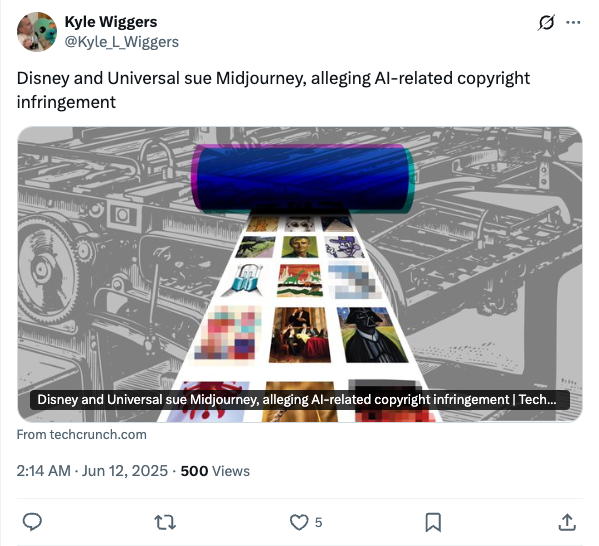 Kyle Wiggers
@Kyle_L_Wiggers
Disney and Universal sue Midjourney, alleging AI-related copyright
infringement
Disney and Universal sue Midjourney, alleging AI-related copyright infringement | Tech...
From techcrunch.com
2:14 AM · Jun 12, 2025 · 500 Views
5